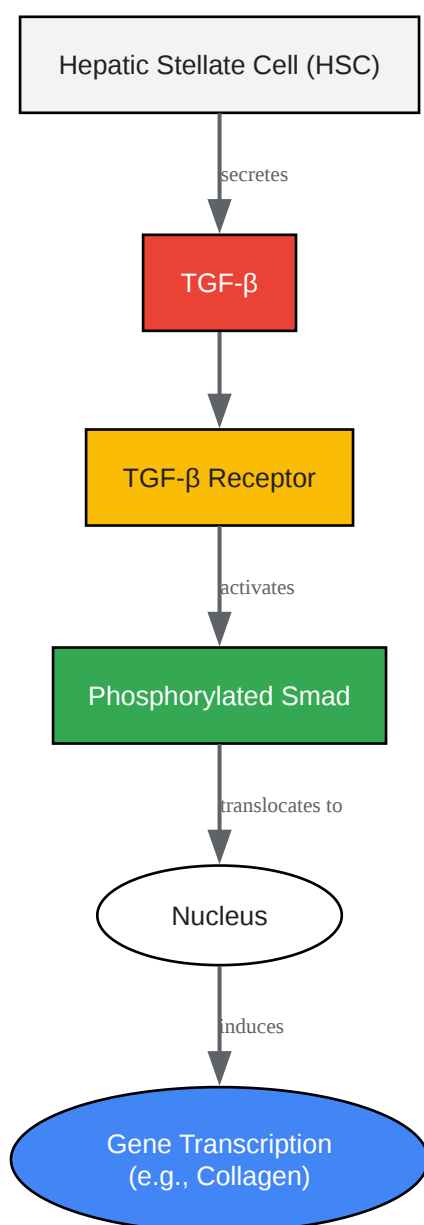 Hepatic Stellate Cell (HSC)
secretes
TGF-β
TGF-β Receptor
activates
Phosphorylated Smad
translocates to
Nucleus
induces
Gene Transcription
(e.g., Collagen)